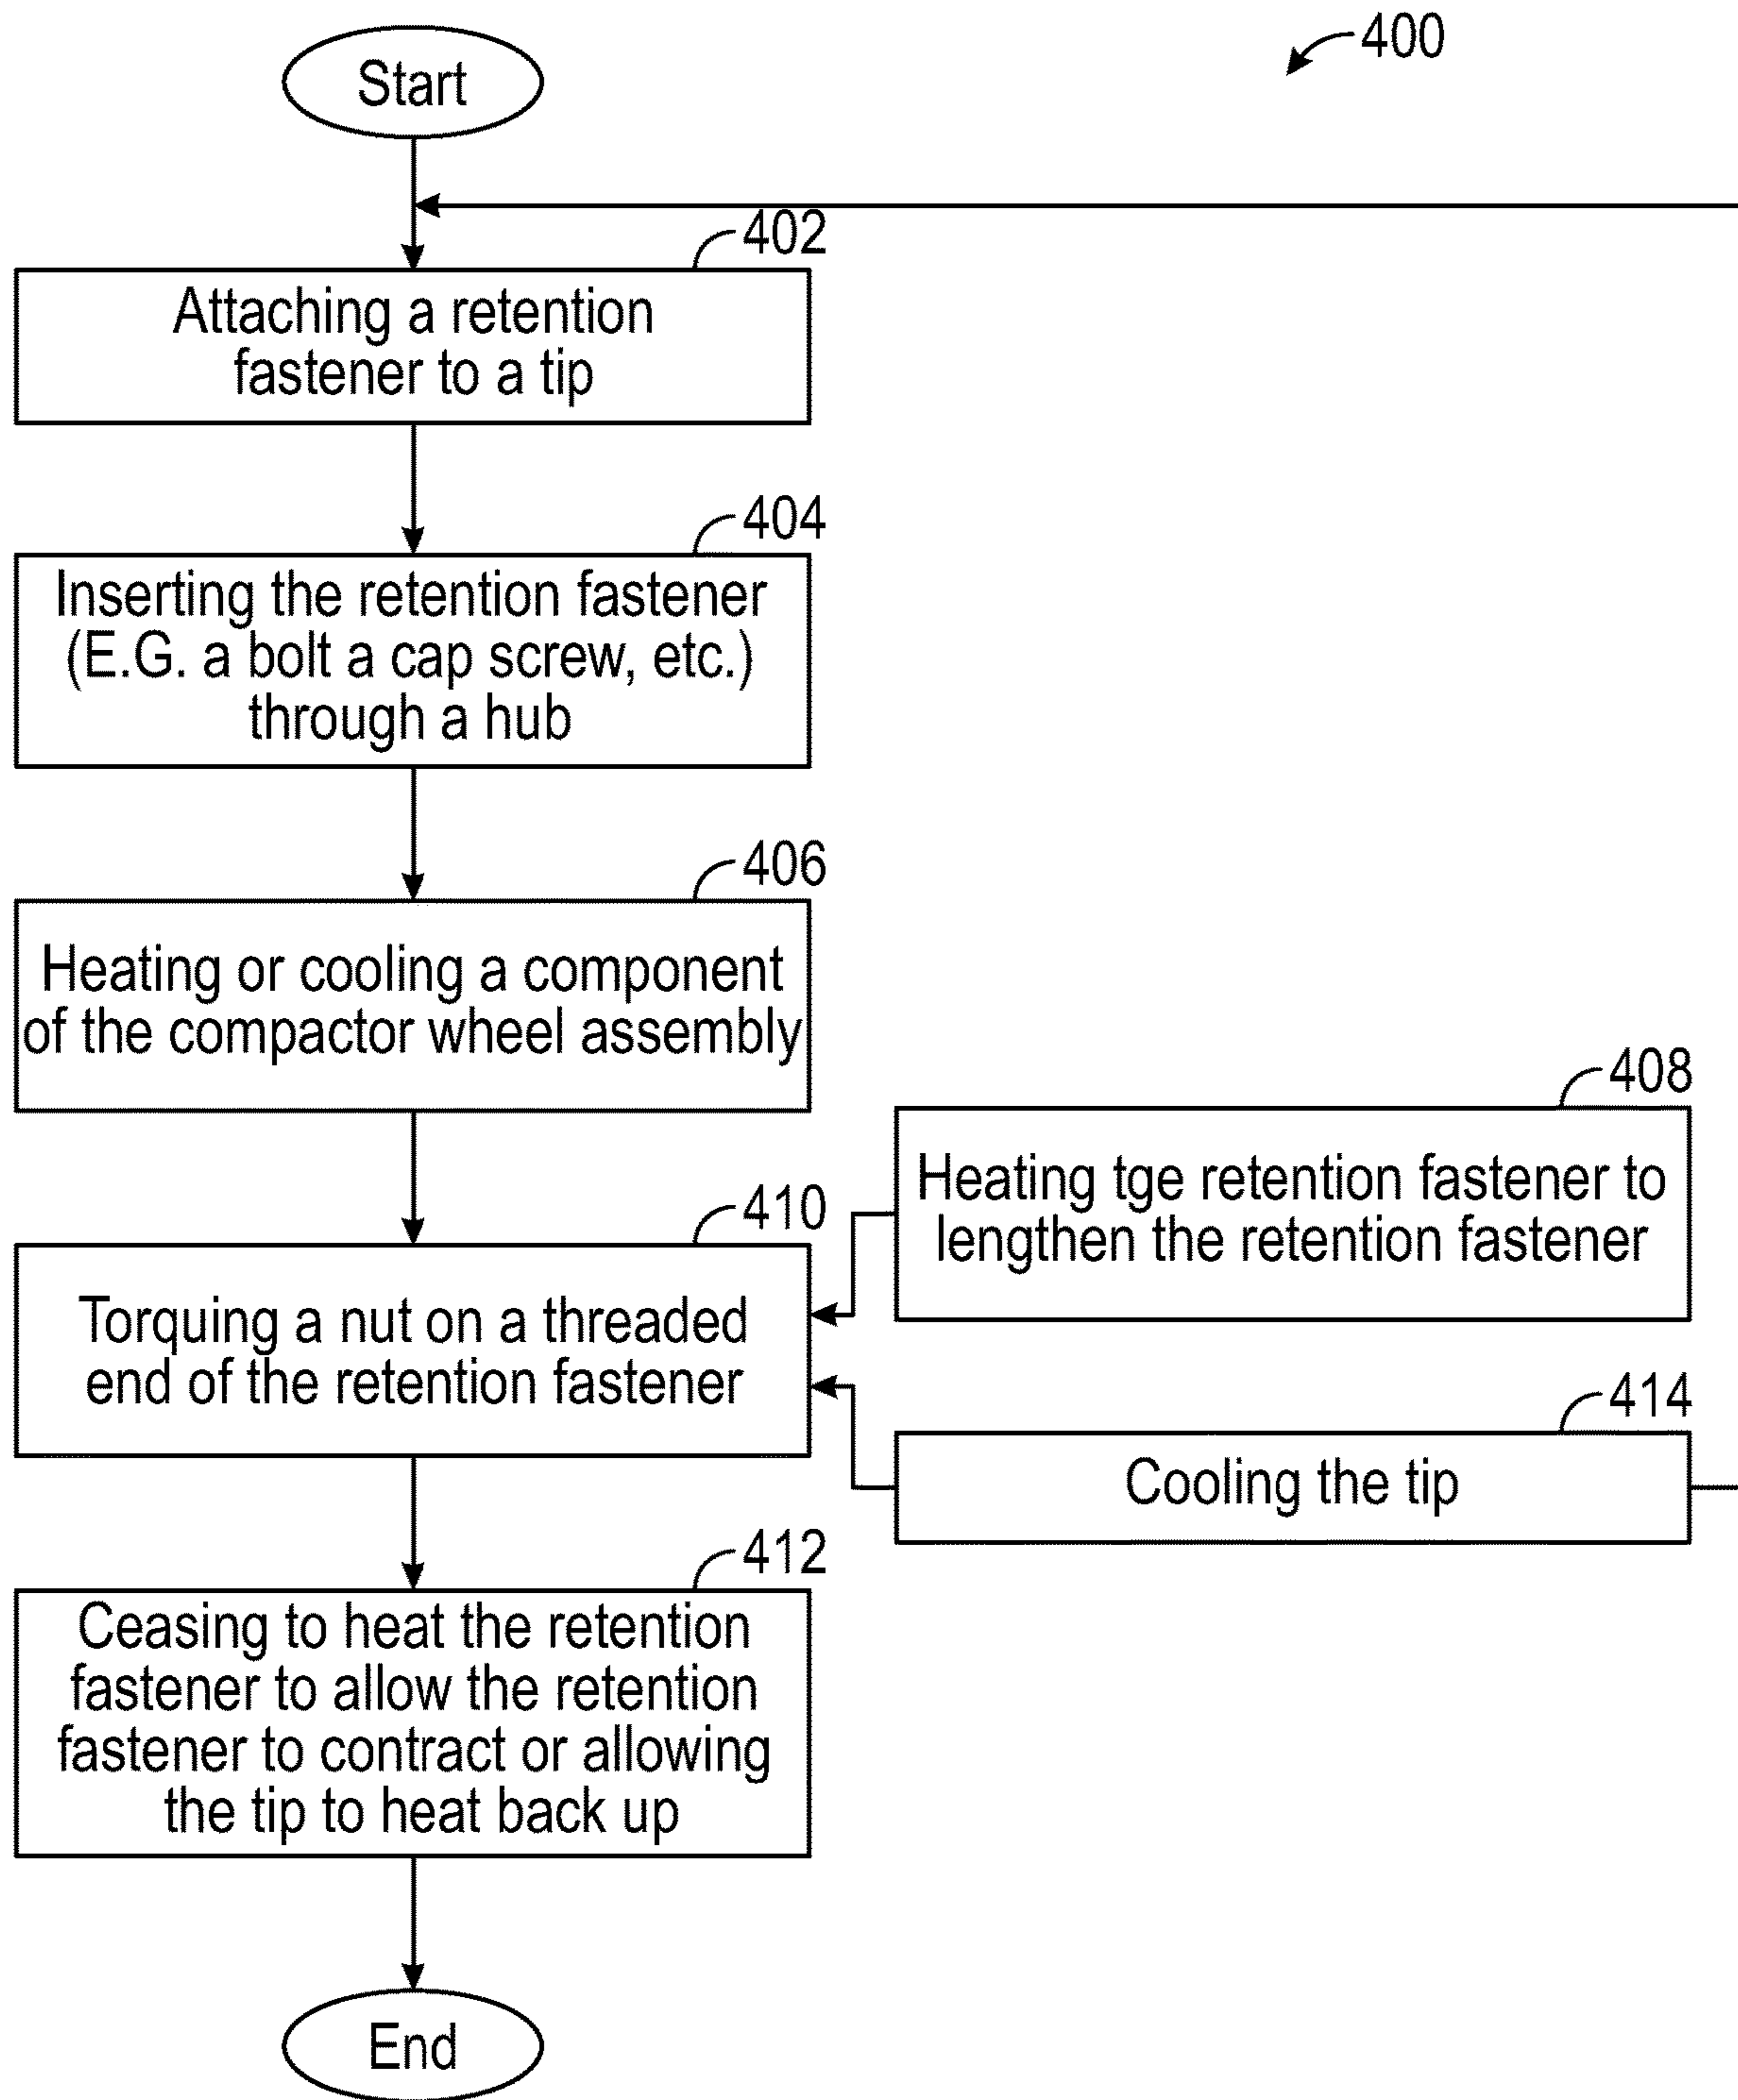 Start
400
402
Attaching a retention
fastener to a tip
404
Inserting the retention fastener
(E.G. a bolt a cap screw, etc.)
through a hub
406
Heating or cooling a component
of the compactor wheel assembly
408
Heating tge retention fastener to
lengthen the retention fastener
410
Torquing a nut on a threaded
end of the retention fastener
414
Cooling the tip
412
Ceasing to heat the retention
fastener to allow the retention
fastener to contract or allowing
the tip to heat back up
End